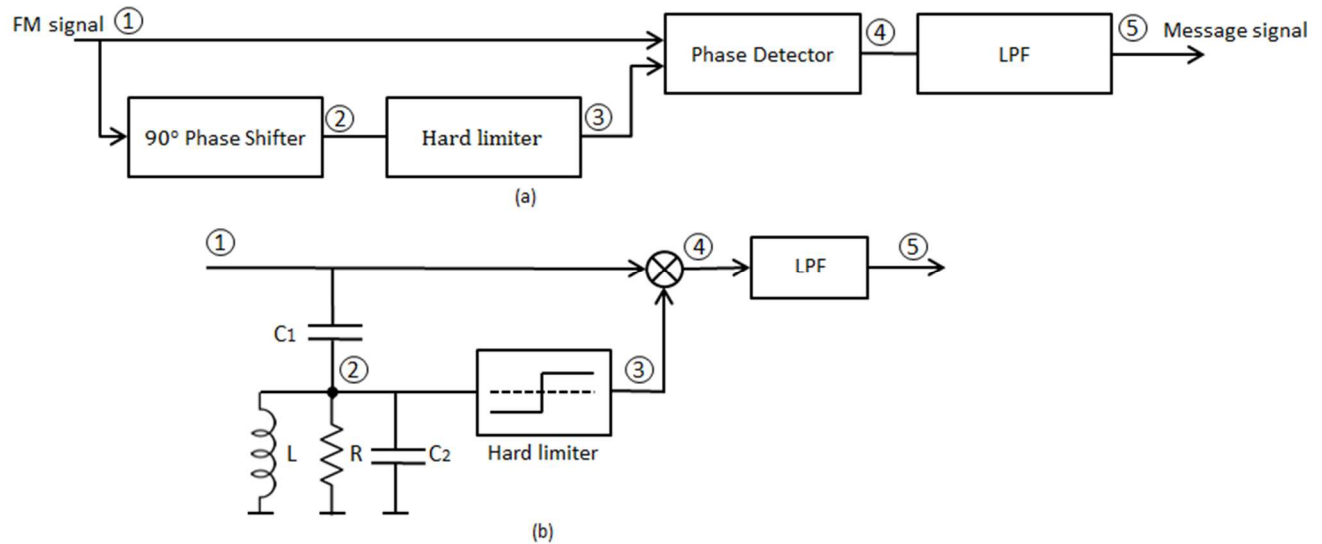 FM signal ① ④ ⑤ Message signal
Phase Detector LPF
② ③
90° Phase Shifter Hard limiter
(a)
① ④ ⑤
LPF
C1
② ③
L R C2 Hard limiter
(b)